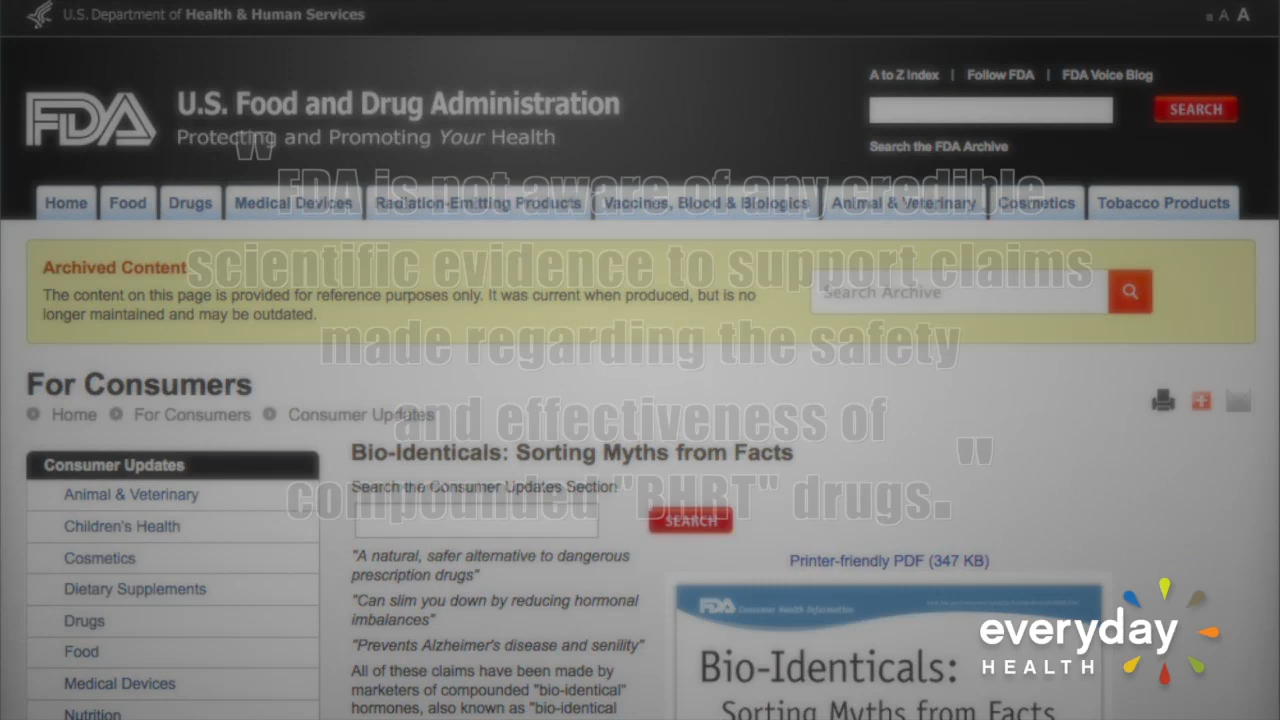 U.S. Department of Health & Human Services
A A
FDA
U.S. Food and Drug Administration
Protecting and Promoting Your Health
A to Z Index | Follow FDA | FDA Voice Blog
SEARCH
Search the FDA Archive
Home Food Drugs Medical Devices Radiation-Emitting Products Vaccines, Blood & Biologics Animal & Veterinary Cosmetics Tobacco Products
"FDA is not aware of any credible
scientific evidence to support claims
made regarding the safety
and effectiveness of
compounded "BHRT" drugs."
Archived Content
The content on this page is provided for reference purposes only. It was current when produced, but is no
longer maintained and may be outdated.
Search Archive
For Consumers
Home For Consumers Consumer Updates
Consumer Updates
Animal & Veterinary
Children's Health
Cosmetics
Dietary Supplements
Drugs
Food
Medical Devices
Nutrition
Bio-Identicals: Sorting Myths from Facts
Search the Consumer Updates Section
SEARCH
"A natural, safer alternative to dangerous
prescription drugs"
"Can slim you down by reducing hormonal
imbalances"
"Prevents Alzheimer's disease and senility"
All of these claims have been made by
marketers of compounded "bio-identical"
hormones, also known as "bio-identical
Printer-friendly PDF (347 KB)
FDA Consumer Health Information
Bio-Identicals:
Sorting Myths from Facts
everyday
HEALTH